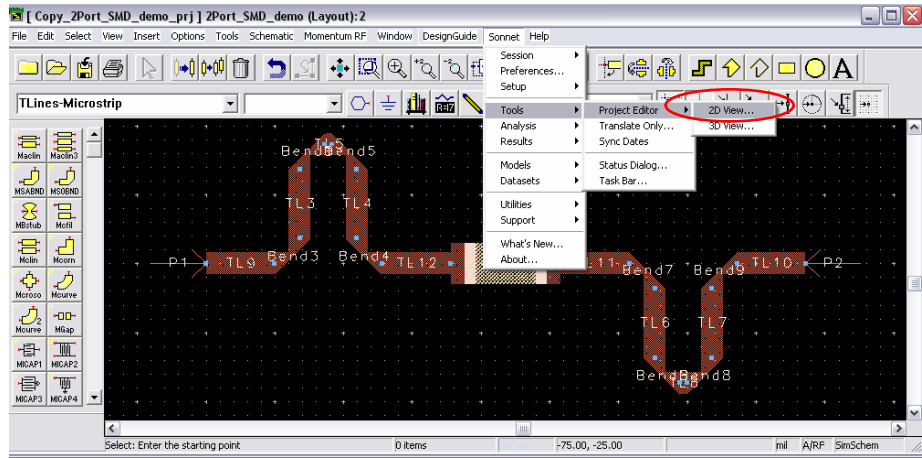 [ Copy_2Port_SMD_demo_prj ] 2Port_SMD_demo (Layout):2
File Edit Select View Insert Options Tools Schematic Momentum RF Window DesignGuide Sonnet Help
Session
Preferences...
Setup
TLines-Microstrip
Tools
Project Editor
2D View...
Analysis
Translate Only...
3D View...
Results
Sync Dates
Models
Status Dialog...
Datasets
Task Bar...
Utilities
Support
What's New...
About...
Maclin Maclin3
MSABND MSOBND
MBstub Mcfil
Mclin Mcorn
Mcroso Mcurve
Mcurve MGap
MICAP1 MICAP2
MICAP3 MICAP4
TL3 TL4
P1 TL9 Bend3 Bend4 TL12 11 Bend7 Bend9 TL10 P2
TL6 TL7
Bend8
Select: Enter the starting point 0 items -75.00, -25.00 mil A/RF SimSchem